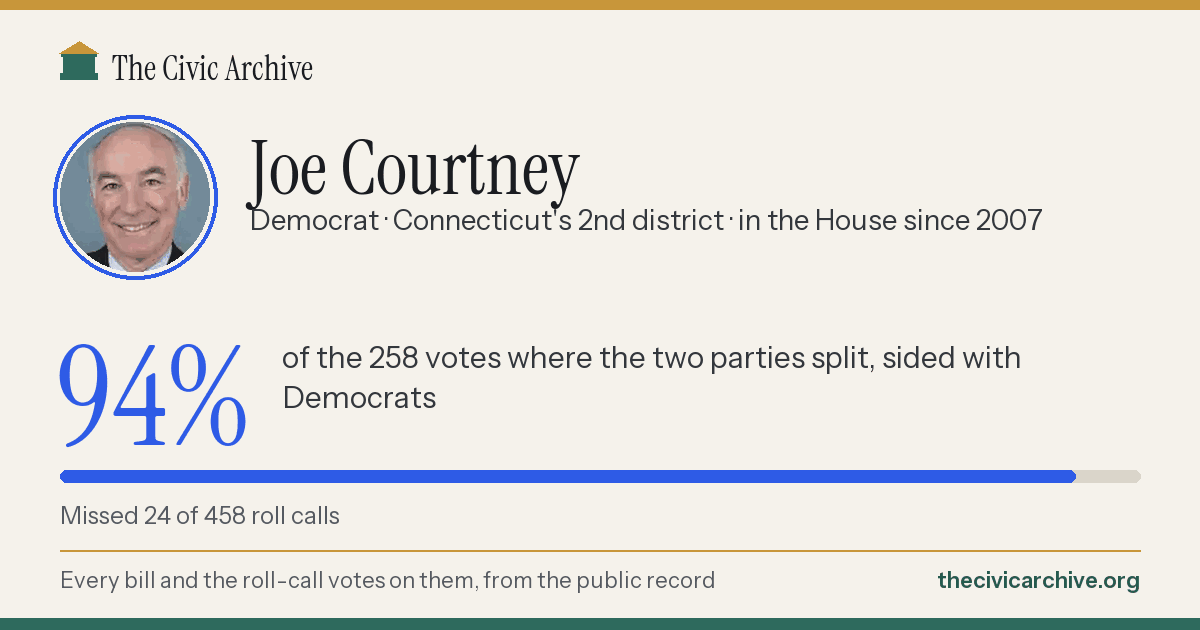 The Civic Archive
Joe Courtney
Democrat · Connecticut's 2nd district · in the House since 2007
94%
of the 258 votes where the two parties split, sided with
Democrats
Missed 24 of 458 roll calls
Every bill and the roll-call votes on them, from the public record
thecivicarchive.org